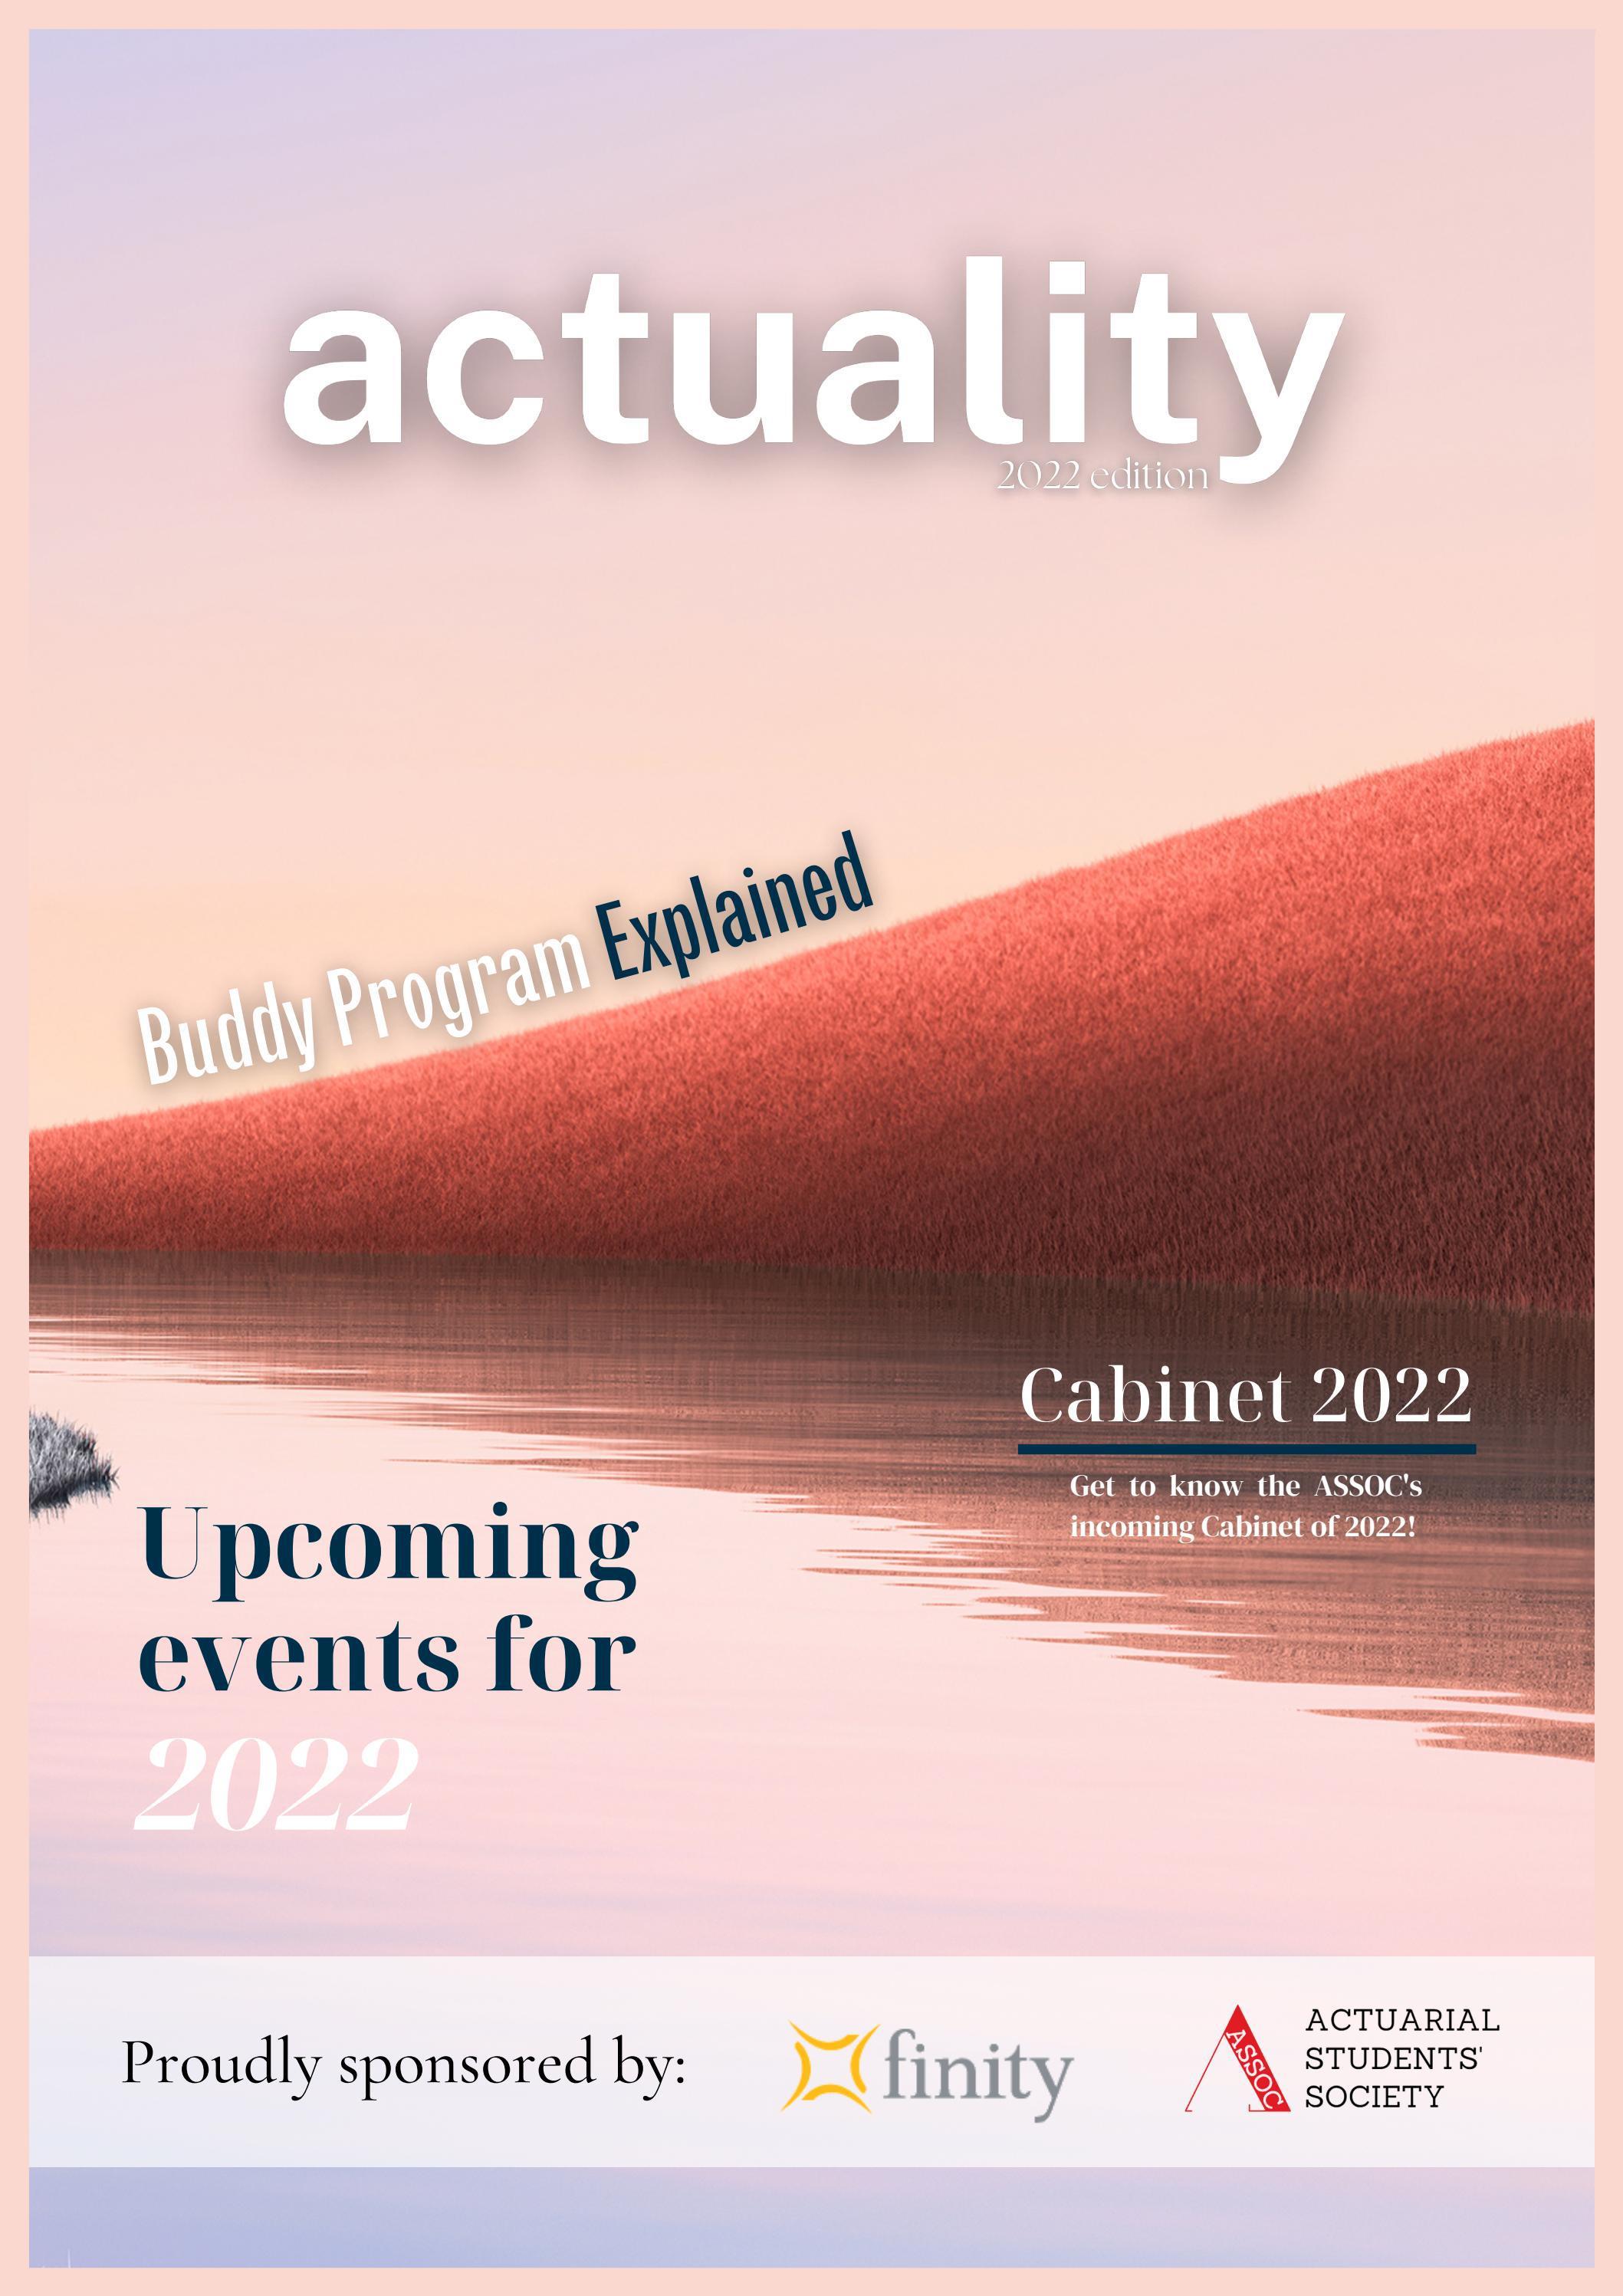 actuality
2022 edition
Buddy Program Explained
Cabinet 2022
Get to know the ASSOC's
incoming Cabinet of 2022!
Upcoming
events for
2022
Proudly sponsored by:
finity
ASSOC
ACTUARIAL
STUDENTS'
SOCIETY